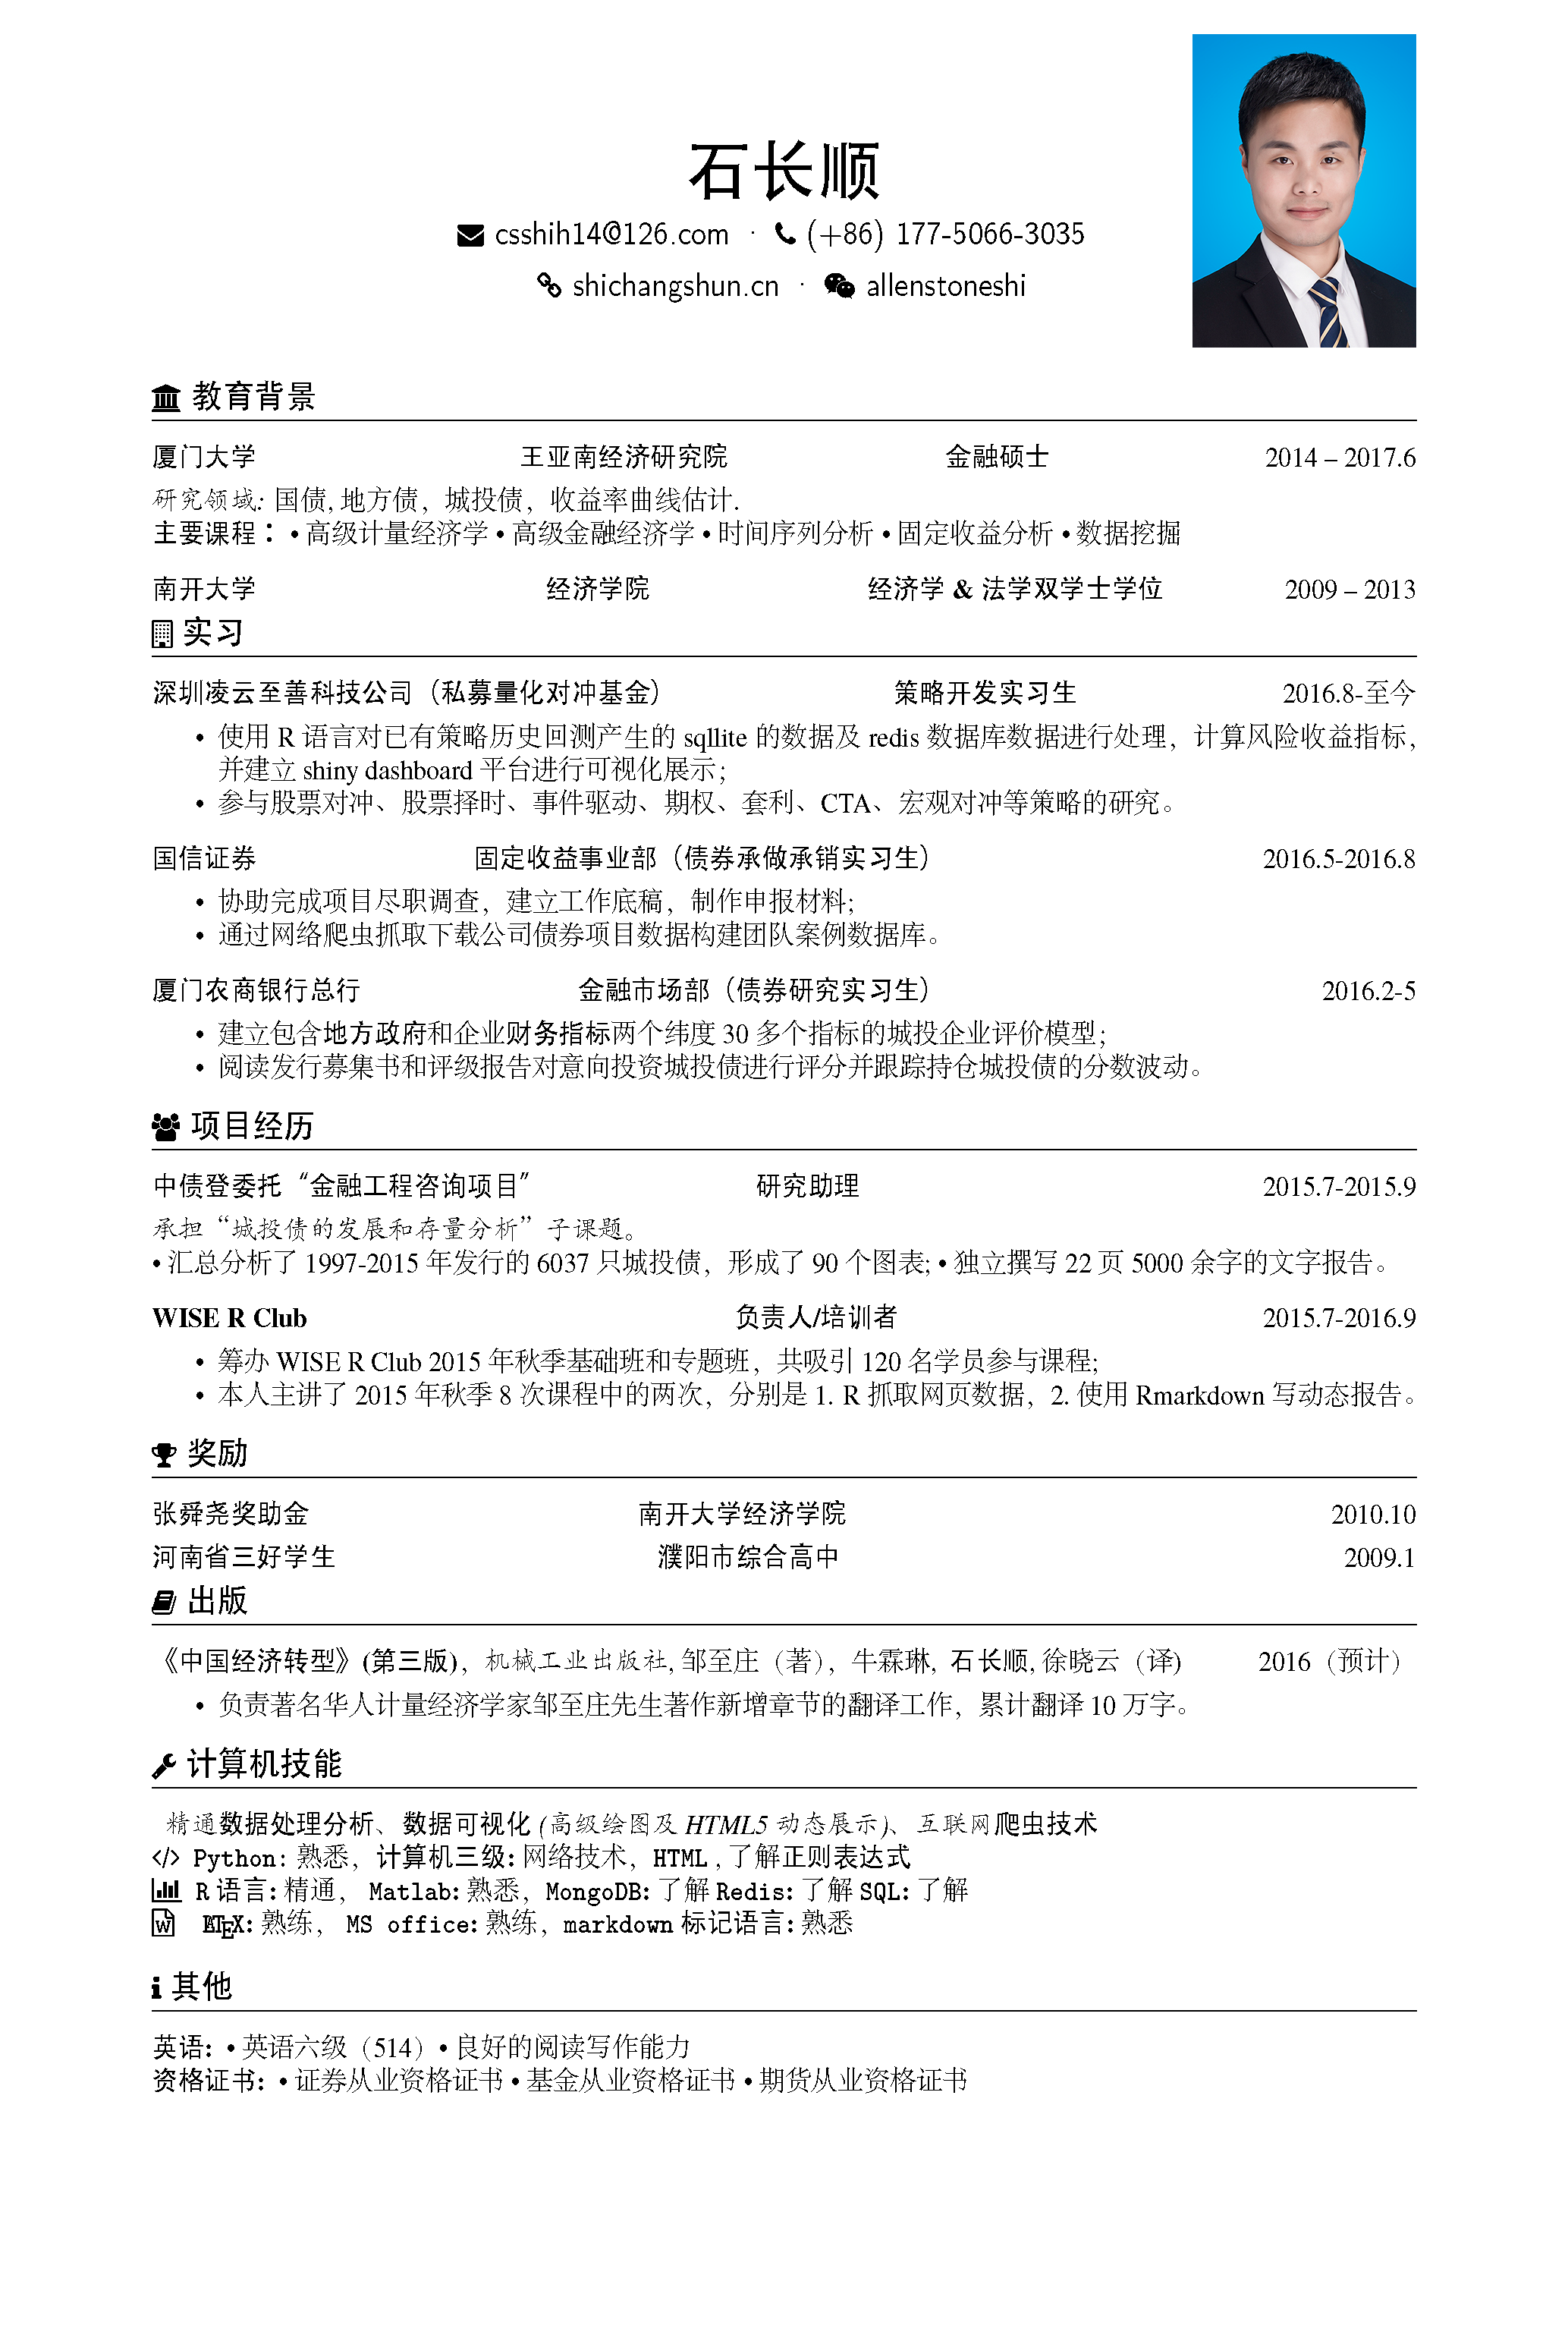 石长顺
csshih14@126.com · (+86) 177-5066-3035
shichangshun.cn · allenstoneshi
教育背景
厦门大学 王亚南经济研究院 金融硕士 2014 – 2017.6
研究领域: 国债, 地方债，城投债，收益率曲线估计.
主要课程：• 高级计量经济学 • 高级金融经济学 • 时间序列分析 • 固定收益分析 • 数据挖掘
南开大学 经济学院 经济学 & 法学双学士学位 2009 – 2013
实习
深圳凌云至善科技公司（私募量化对冲基金） 策略开发实习生 2016.8-至今
• 使用 R 语言对已有策略历史回测产生的 sqllite 的数据及 redis 数据库数据进行处理，计算风险收益指标，
并建立 shiny dashboard 平台进行可视化展示；
• 参与股票对冲、股票择时、事件驱动、期权、套利、CTA、宏观对冲等策略的研究。
国信证券 固定收益事业部（债券承做承销实习生） 2016.5-2016.8
• 协助完成项目尽职调查，建立工作底稿，制作申报材料；
• 通过网络爬虫抓取下载公司债券项目数据构建团队案例数据库。
厦门农商银行总行 金融市场部（债券研究实习生） 2016.2-5
• 建立包含地方政府和企业财务指标两个纬度 30 多个指标的城投企业评价模型；
• 阅读发行募集书和评级报告对意向投资城投债进行评分并跟踪持仓城投债的分数波动。
项目经历
中债登委托“金融工程咨询项目” 研究助理 2015.7-2015.9
承担“城投债的发展和存量分析”子课题。
• 汇总分析了 1997-2015 年发行的 6037 只城投债，形成了 90 个图表; • 独立撰写 22 页 5000 余字的文字报告。
WISE R Club 负责人/培训者 2015.7-2016.9
• 筹办 WISE R Club 2015 年秋季基础班和专题班，共吸引 120 名学员参与课程;
• 本人主讲了 2015 年秋季 8 次课程中的两次，分别是 1. R 抓取网页数据，2. 使用 Rmarkdown 写动态报告。
奖励
张舜尧奖助金 南开大学经济学院 2010.10
河南省三好学生 濮阳市综合高中 2009.1
出版
《中国经济转型》(第三版)，机械工业出版社, 邹至庄（著），牛霖琳, 石长顺, 徐晓云（译) 2016（预计）
• 负责著名华人计量经济学家邹至庄先生著作新增章节的翻译工作，累计翻译 10 万字。
计算机技能
精通数据处理分析、数据可视化 (高级绘图及 HTML5 动态展示)、互联网爬虫技术
Python: 熟悉，计算机三级: 网络技术，HTML , 了解正则表达式
R 语言: 精通， Matlab: 熟悉，MongoDB: 了解 Redis: 了解 SQL: 了解
LATEX: 熟练， MS office: 熟练，markdown 标记语言: 熟悉
其他
英语: • 英语六级（514）• 良好的阅读写作能力
资格证书: • 证券从业资格证书 • 基金从业资格证书 • 期货从业资格证书